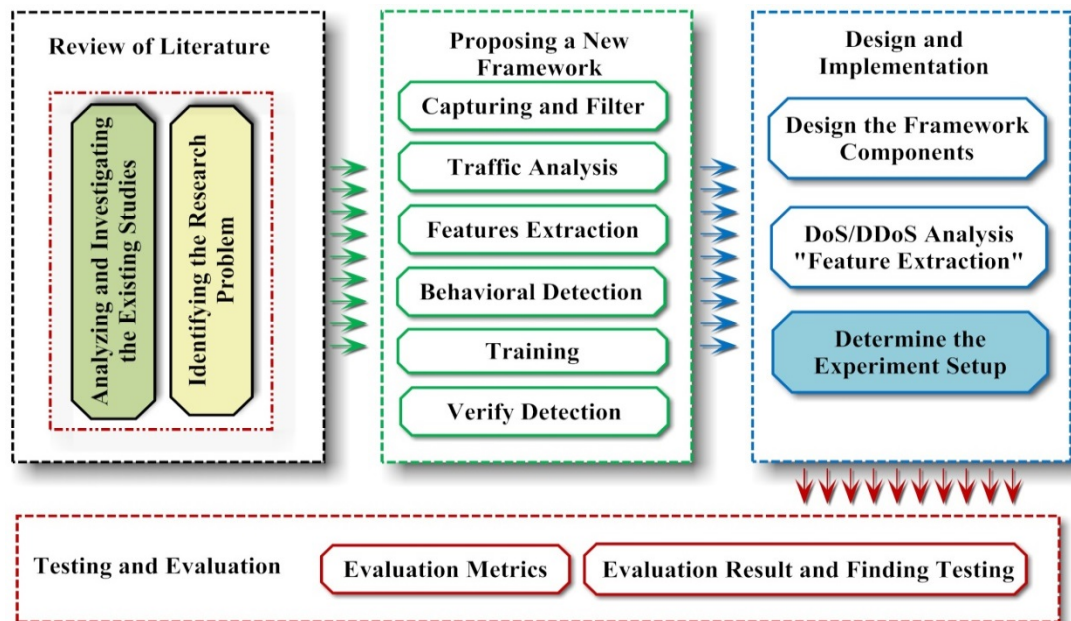 Review of Literature
Analyzing and Investigating
the Existing Studies
Identifying the Research
Problem
Proposing a New
Framework
Capturing and Filter
Traffic Analysis
Features Extraction
Behavioral Detection
Training
Verify Detection
Design and
Implementation
Design the Framework
Components
DoS/DDoS Analysis
"Feature Extraction"
Determine the
Experiment Setup
Testing and Evaluation
Evaluation Metrics
Evaluation Result and Finding Testing